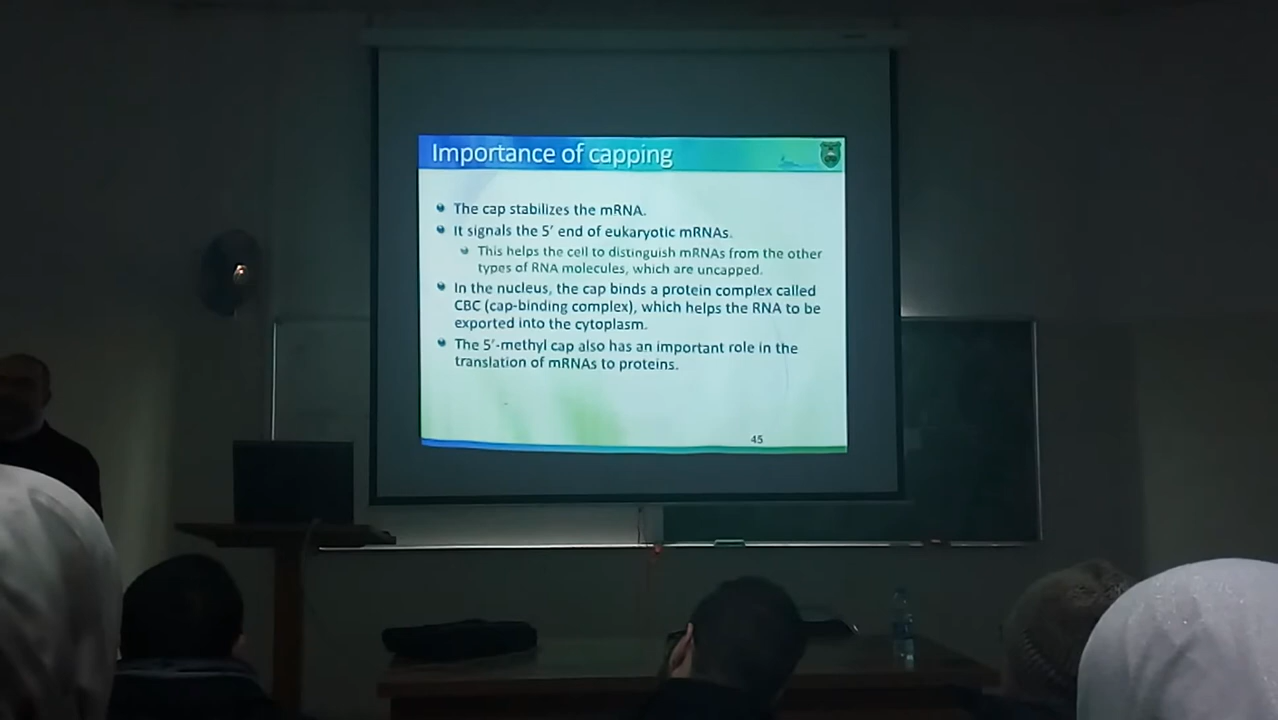 Importance of capping
The cap stabilizes the mRNA.
It signals the 5′ end of eukaryotic mRNAs.
This helps the cell to distinguish mRNAs from the other
types of RNA molecules, which are uncapped.
In the nucleus, the cap binds a protein complex called
CBC (cap-binding complex), which helps the RNA to be
exported into the cytoplasm.
The 5′-methyl cap also has an important role in the
translation of mRNAs to proteins.
45